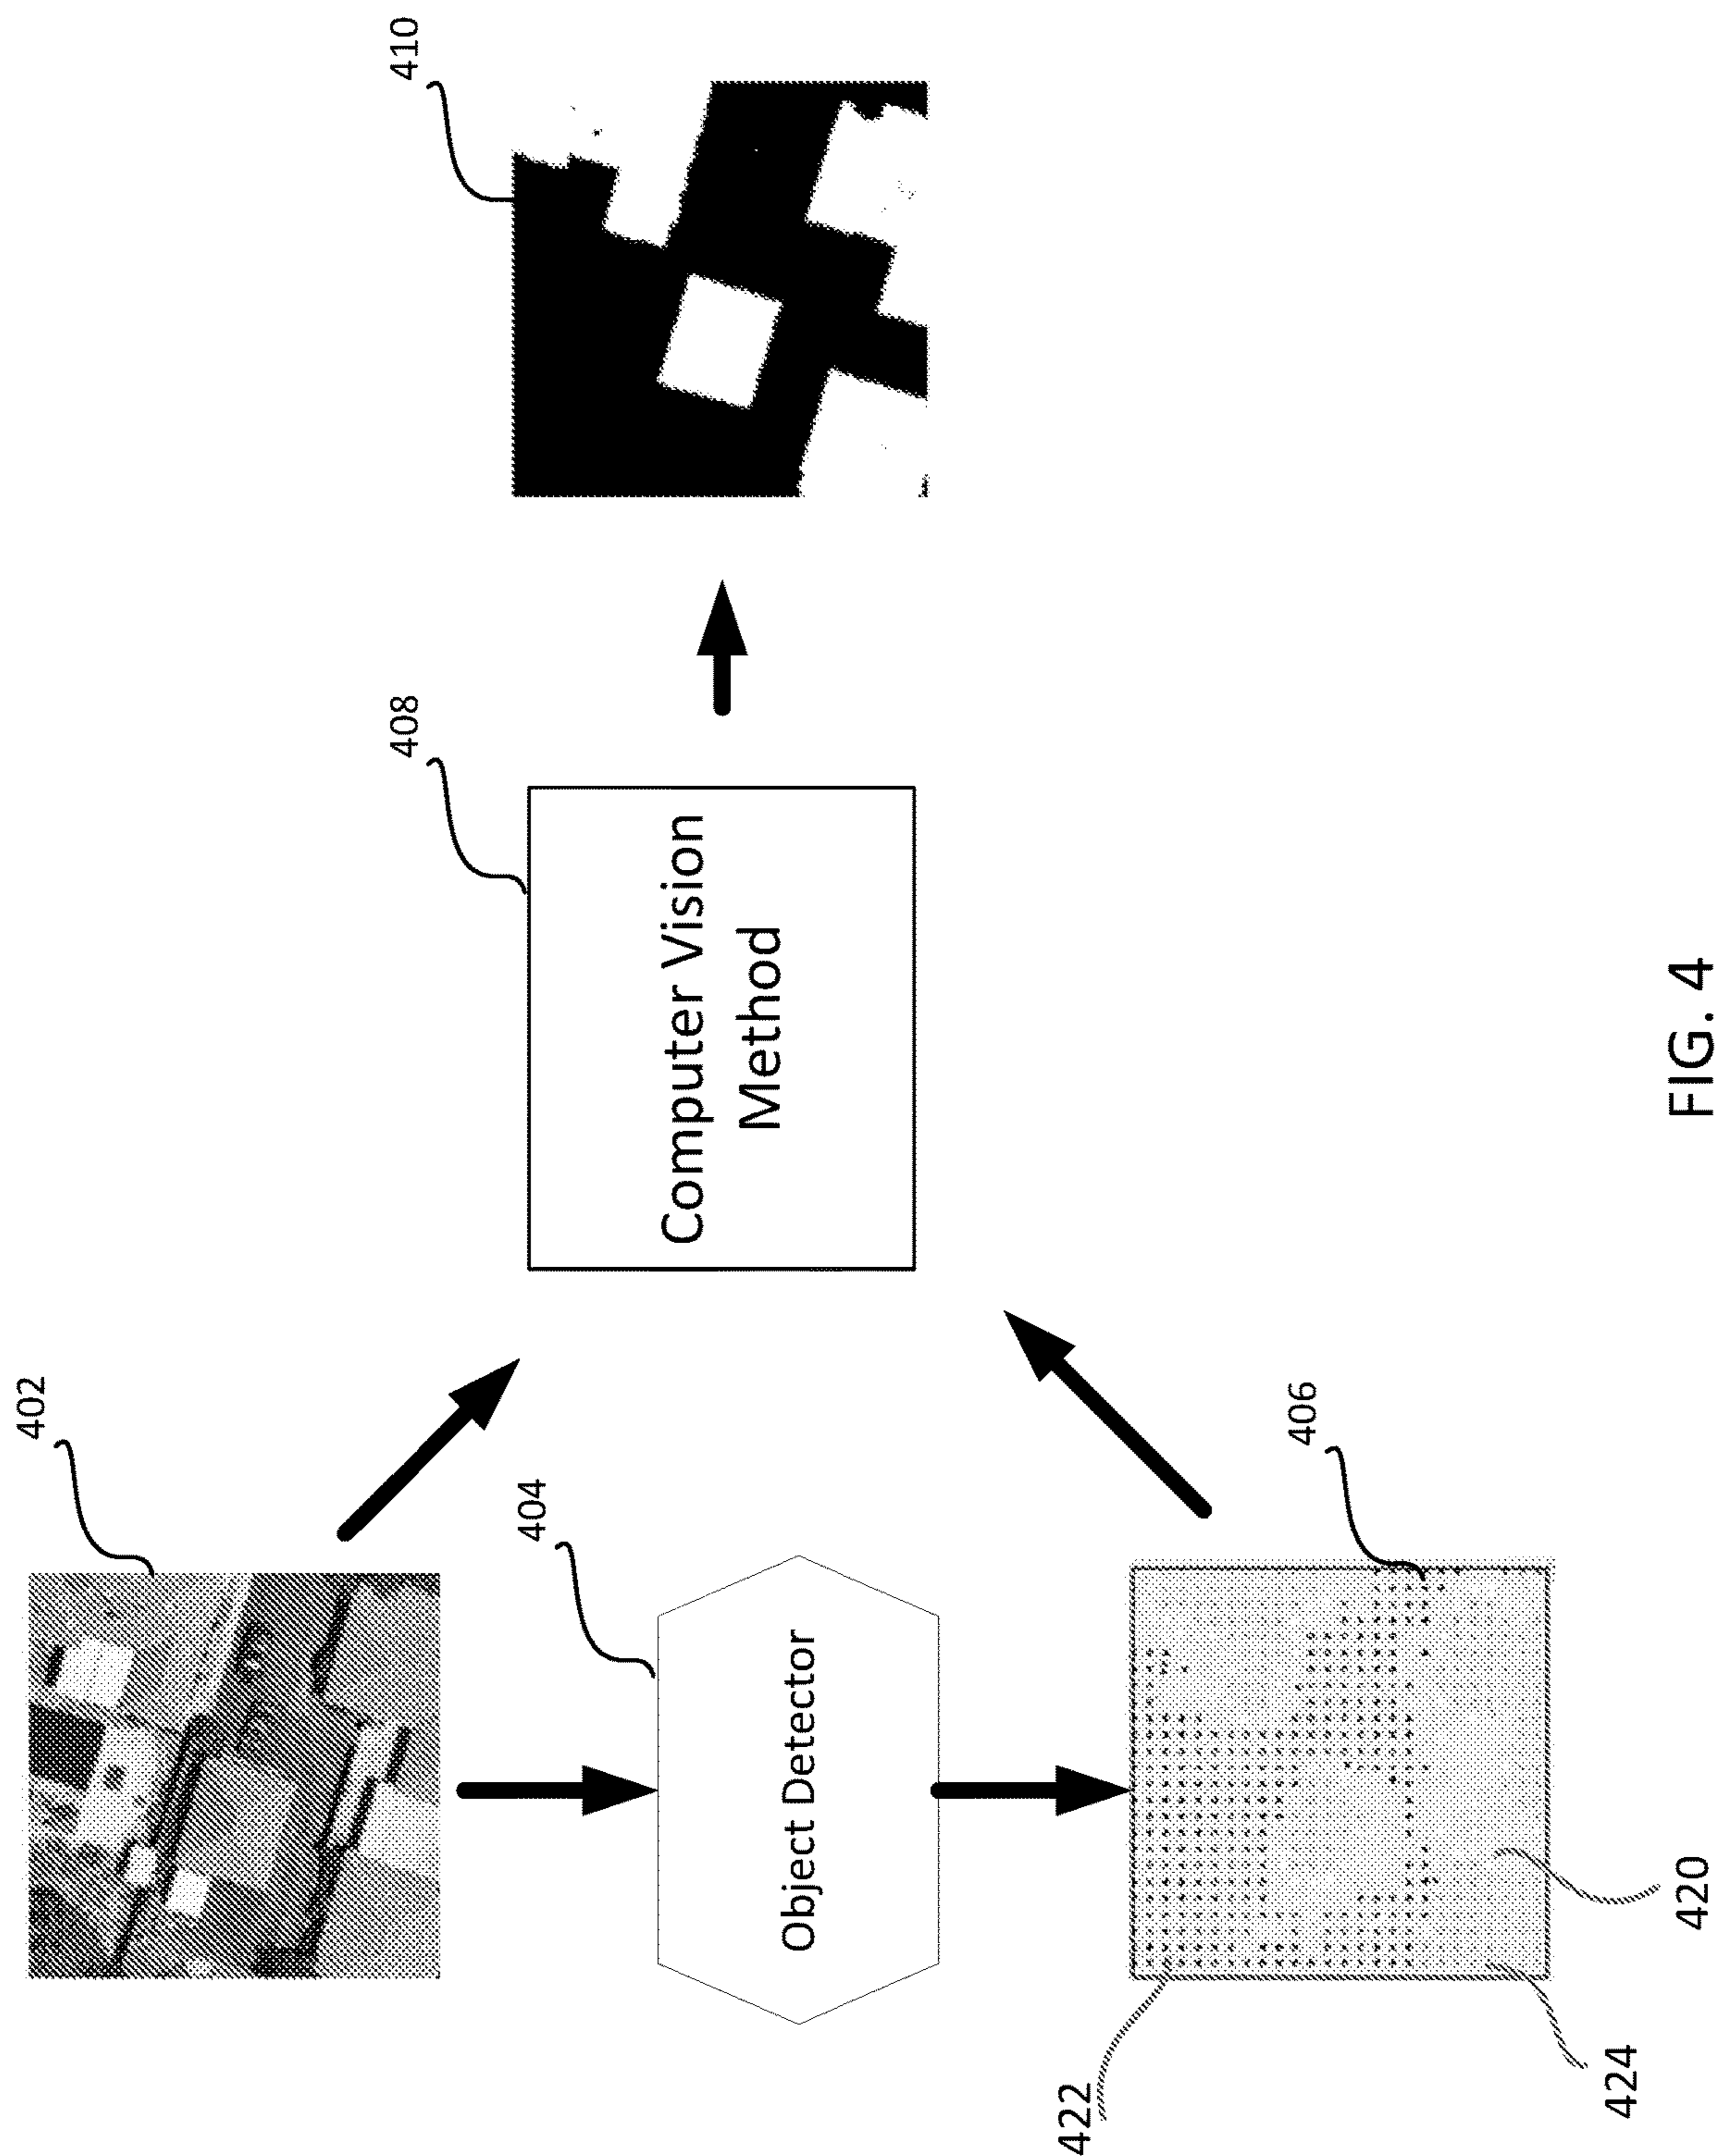 402
404
Object Detector
406
422
424
420
408
Computer Vision
Method
410
FIG. 4